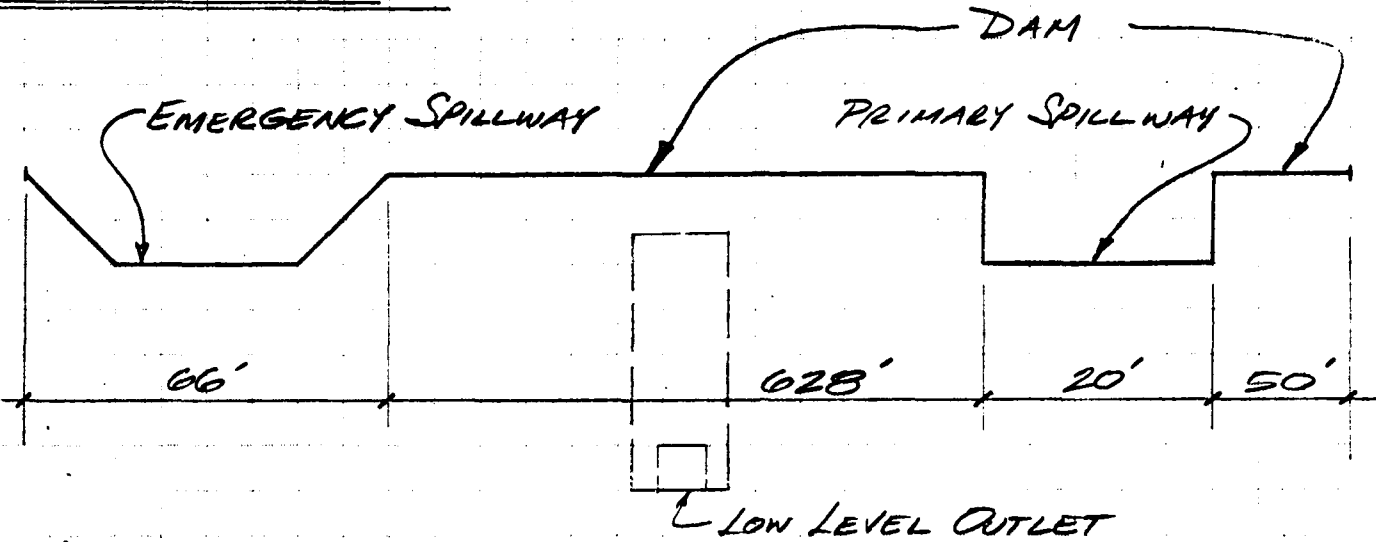 DAM
EMERGENCY SPILLWAY
PRIMARY SPILLWAY
66'
628'
20'
50'
LOW LEVEL OUTLET